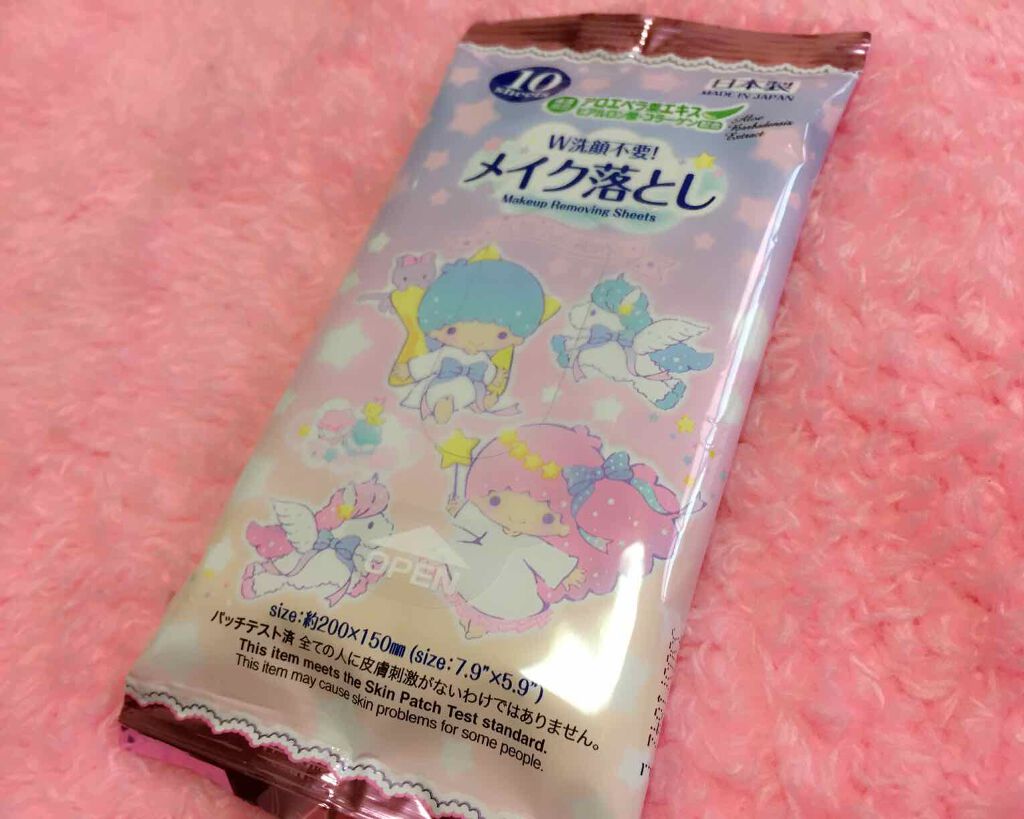 10
sheets
日本製
MADE IN JAPAN
アロエベラ葉エキス
ヒアルロン酸・コラーゲン配合
Aloe
Barbadensis
Extract
W洗顔不要!
メイク落とし
Makeup Removing Sheets
OPEN
size:約200×150mm (size:7.9"×5.9")
パッチテスト済 全ての人に皮膚刺激がないわけではありません。
This item meets the Skin Patch Test standard.
This item may cause skin problems for some people.